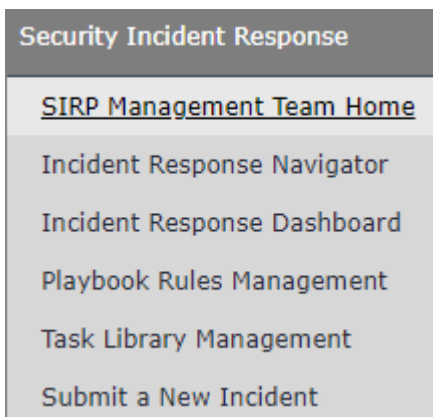 Security Incident Response
SIRP Management Team Home
Incident Response Navigator
Incident Response Dashboard
Playbook Rules Management
Task Library Management
Submit a New Incident